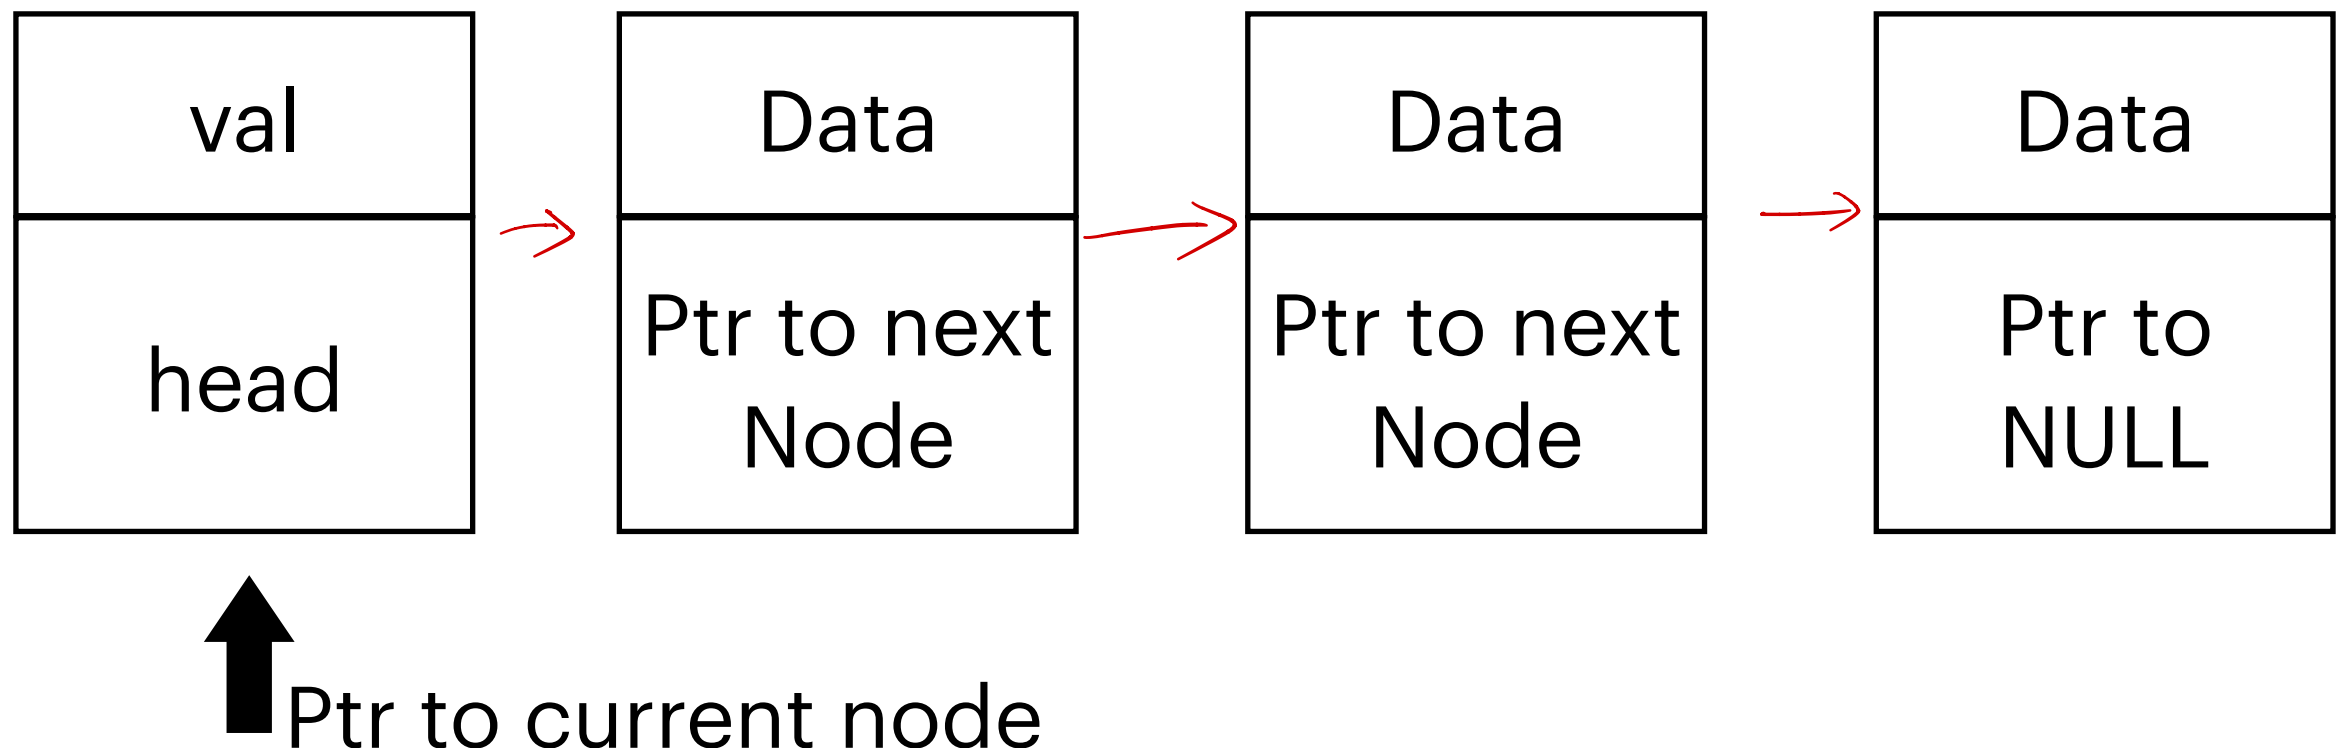 val
head
Data
Ptr to next
Node
Data
Ptr to next
Node
Data
Ptr to
NULL
Ptr to current node